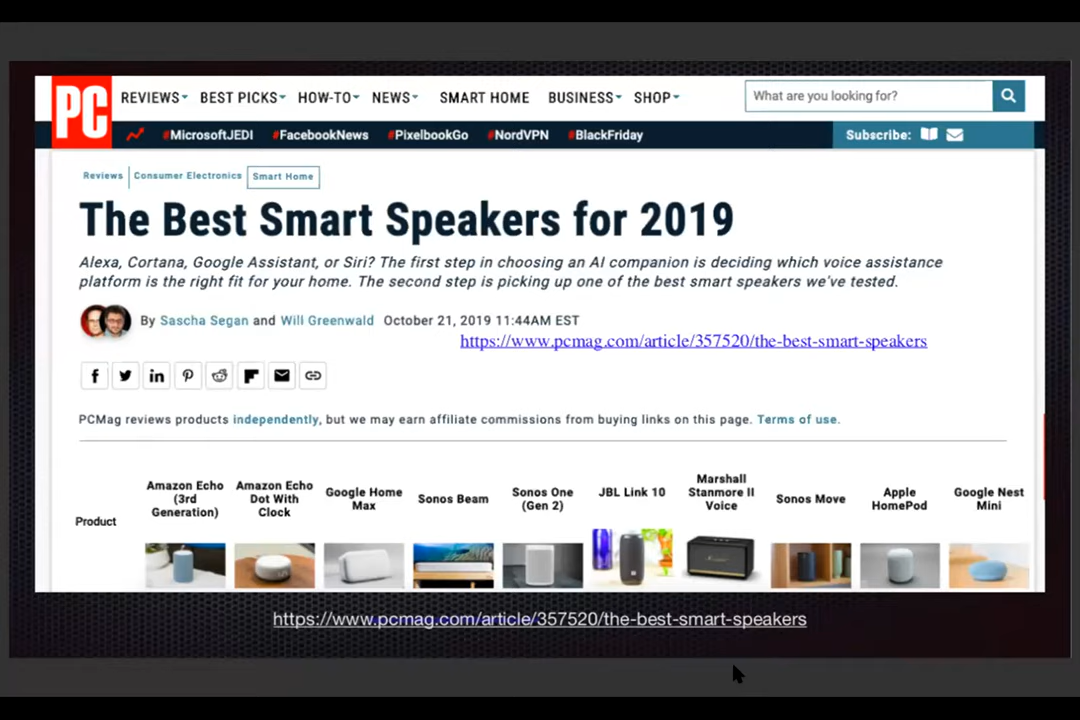 PC
REVIEWS BEST PICKS HOW-TO NEWS SMART HOME BUSINESS SHOP
What are you looking for?
#MicrosoftJEDI #FacebookNews #PixelbookGo #NordVPN #BlackFriday
Subscribe:
Reviews Consumer Electronics Smart Home
The Best Smart Speakers for 2019
Alexa, Cortana, Google Assistant, or Siri? The first step in choosing an AI companion is deciding which voice assistance
platform is the right fit for your home. The second step is picking up one of the best smart speakers we've tested.
By Sascha Segan and Will Greenwald October 21, 2019 11:44AM EST
https://www.pcmag.com/article/357520/the-best-smart-speakers
PCMag reviews products independently, but we may earn affiliate commissions from buying links on this page. Terms of use.
Product
Amazon Echo
(3rd
Generation)
Amazon Echo
Dot With
Clock
Google Home
Max
Sonos Beam
Sonos One
(Gen 2)
JBL Link 10
Marshall
Stanmore II
Voice
Sonos Move
Apple
HomePod
Google Nest
Mini
https://www.pcmag.com/article/357520/the-best-smart-speakers